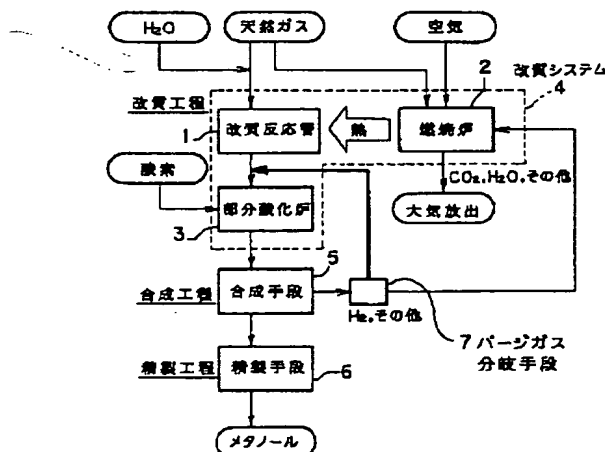 H₂O
天然ガス
空気
改質システム
4
2
改質工程
1
改質反応管
熱
燃焼炉
酸素
CO₂,H₂O,その他
部分酸化炉
大気放出
3
5
合成工程
合成手段
H₂,その他
7 パージガス
分岐手段
精製工程
精製手段
6
メタノール